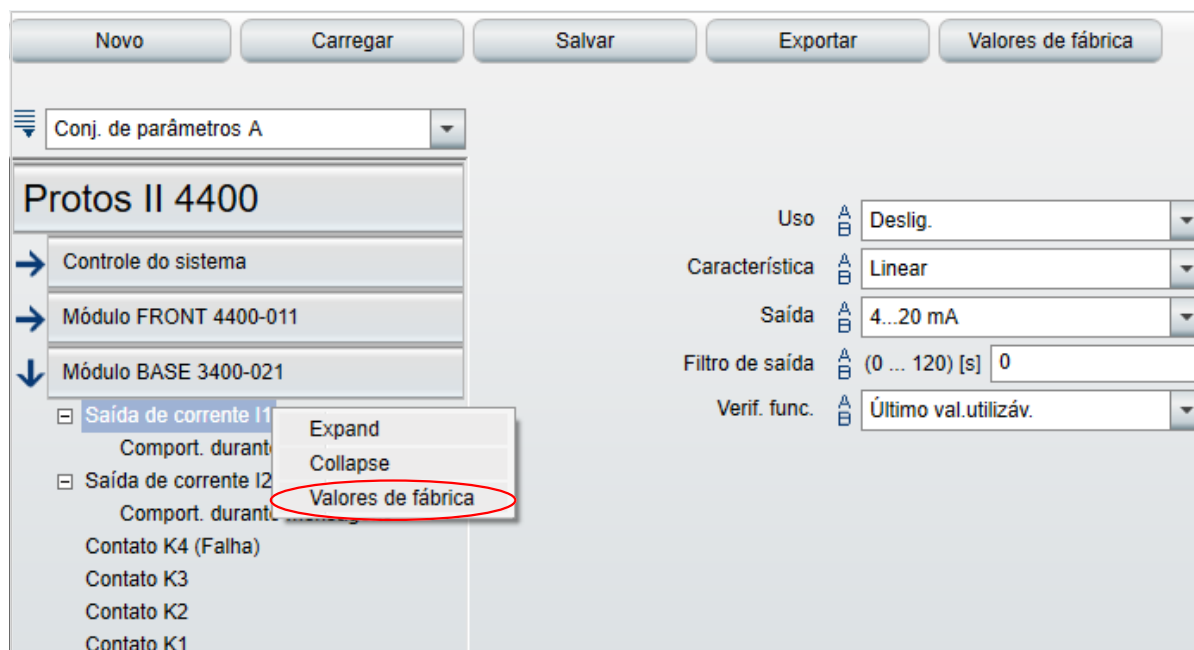 Novo Carregar Salvar Exportar Valores de fábrica
Conj. de parâmetros A
Protos II 4400
Controle do sistema
Módulo FRONT 4400-011
Módulo BASE 3400-021
Saída de corrente I1
Comport. durant
Saída de corrente I2
Comport. durante
Contato K4 (Falha)
Contato K3
Contato K2
Contato K1
Expand
Collapse
Valores de fábrica
Uso A B Deslig.
Característica A B Linear
Saída A B 4...20 mA
Filtro de saída A B (0 ... 120) [s] 0
Verif. func. A B Último val.utilizáv.